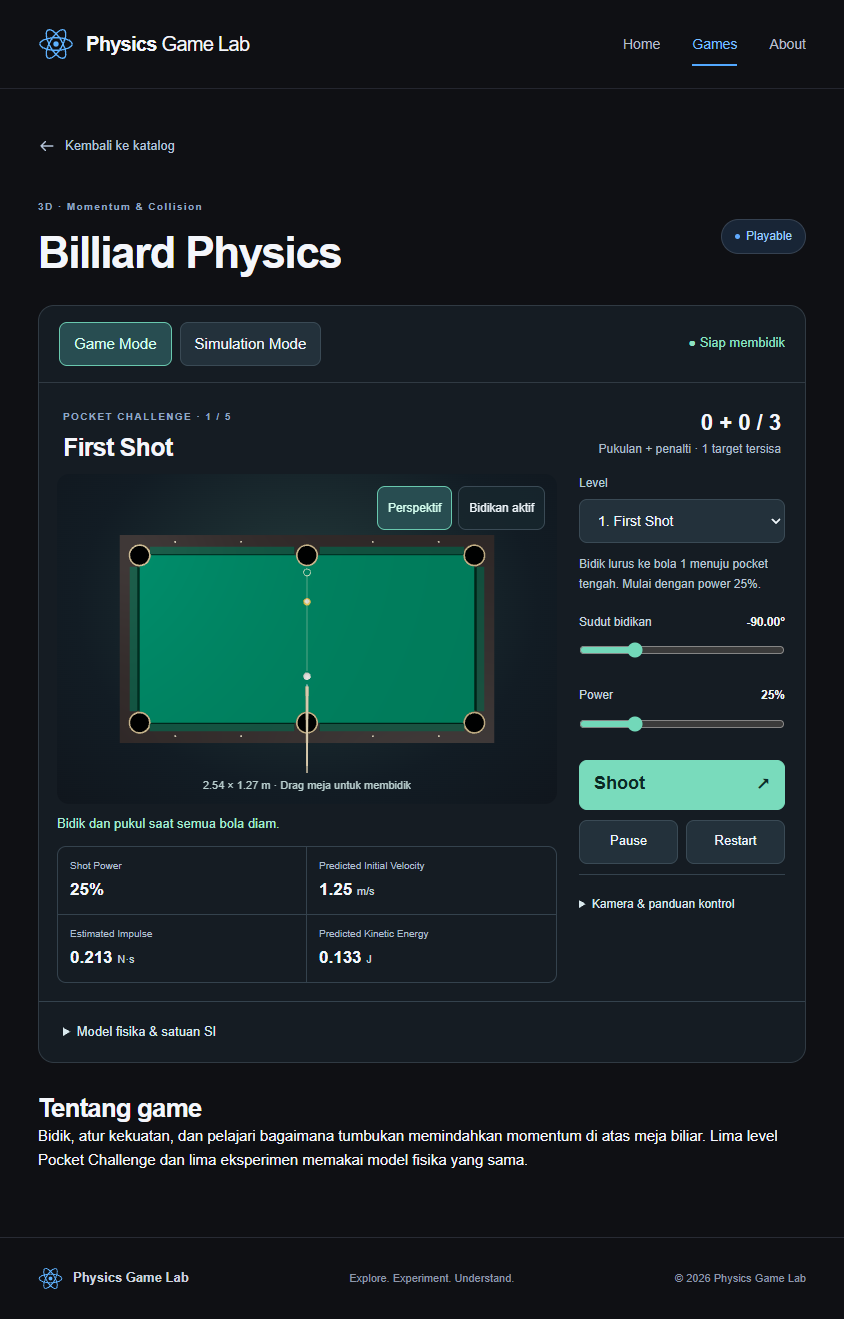 Physics Game Lab
Home
Games
About
← Kembali ke katalog
3D · Momentum & Collision
Billiard Physics
Playable
Game Mode
Simulation Mode
Siap membidik
POCKET CHALLENGE · 1 / 5
First Shot
0 + 0 / 3
Pukulan + penalti · 1 target tersisa
Perspektif
Bidikan aktif
2.54 × 1.27 m · Drag meja untuk membidik
Bidik dan pukul saat semua bola diam.
Shot Power
25%
Predicted Initial Velocity
1.25 m/s
Estimated Impulse
0.213 N·s
Predicted Kinetic Energy
0.133 J
Level
1. First Shot
Bidik lurus ke bola 1 menuju pocket
tengah. Mulai dengan power 25%.
Sudut bidikan
-90.00°
Power
25%
Shoot ↗
Pause
Restart
Kamera & panduan kontrol
Model fisika & satuan SI
Tentang game
Bidik, atur kekuatan, dan pelajari bagaimana tumbukan memindahkan momentum di atas meja biliar. Lima level
Pocket Challenge dan lima eksperimen memakai model fisika yang sama.
Physics Game Lab
Explore. Experiment. Understand.
© 2026 Physics Game Lab